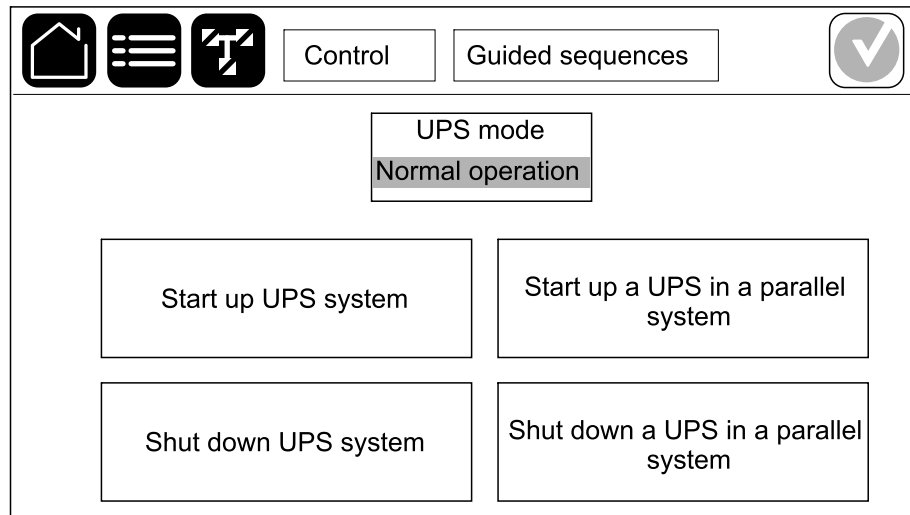 Control
Guided sequences
UPS mode
Normal operation
Start up UPS system
Start up a UPS in a parallel
system
Shut down UPS system
Shut down a UPS in a parallel
system